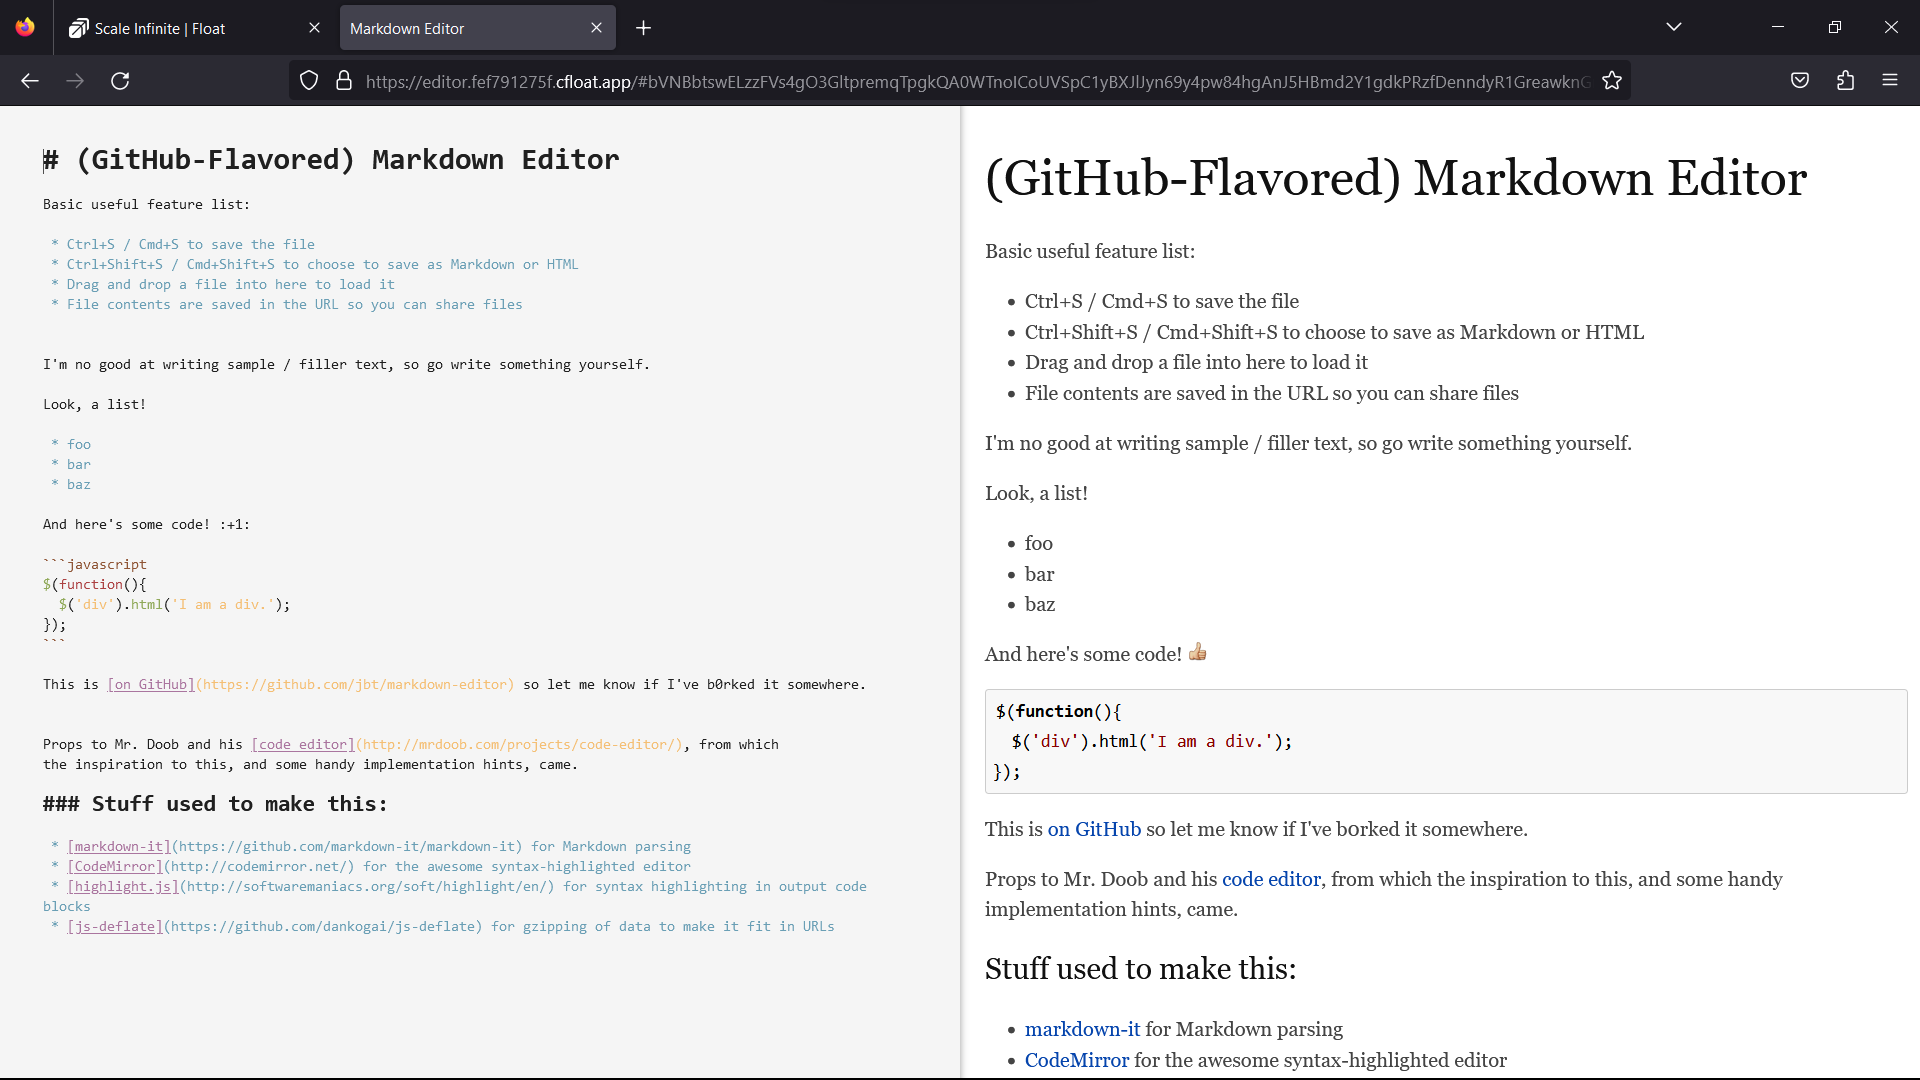 Scale Infinite | Float
Markdown Editor
https://editor.fef791275f.cfloat.app/#bVNBbtswELzzFVs4gO3GltpremqTpgkQA0WTnoICoUVSpC1yBXJlJyn69y4pw84hgAnJ5HBmd2Y1gdkPRzfDenndyR1GreawknG
# (GitHub-Flavored) Markdown Editor
Basic useful feature list:
* Ctrl+S / Cmd+S to save the file
* Ctrl+Shift+S / Cmd+Shift+S to choose to save as Markdown or HTML
* Drag and drop a file into here to load it
* File contents are saved in the URL so you can share files
I'm no good at writing sample / filler text, so go write something yourself.
Look, a list!
* foo
* bar
* baz
And here's some code! :+1:
```javascript
$(function(){
  $('div').html('I am a div.');
});
```
This is [on GitHub](https://github.com/jbt/markdown-editor) so let me know if I've b0rked it somewhere.
Props to Mr. Doob and his [code editor](http://mrdoob.com/projects/code-editor/), from which
the inspiration to this, and some handy implementation hints, came.
### Stuff used to make this:
* [markdown-it](https://github.com/markdown-it/markdown-it) for Markdown parsing
* [CodeMirror](http://codemirror.net/) for the awesome syntax-highlighted editor
* [highlight.js](http://softwaremaniacs.org/soft/highlight/en/) for syntax highlighting in output code
blocks
* [js-deflate](https://github.com/dankogai/js-deflate) for gzipping of data to make it fit in URLs
(GitHub-Flavored) Markdown Editor
Basic useful feature list:
• Ctrl+S / Cmd+S to save the file
• Ctrl+Shift+S / Cmd+Shift+S to choose to save as Markdown or HTML
• Drag and drop a file into here to load it
• File contents are saved in the URL so you can share files
I'm no good at writing sample / filler text, so go write something yourself.
Look, a list!
• foo
• bar
• baz
And here's some code! 👍
$(function(){
  $('div').html('I am a div.');
});
This is on GitHub so let me know if I've b0rked it somewhere.
Props to Mr. Doob and his code editor, from which the inspiration to this, and some handy
implementation hints, came.
Stuff used to make this:
• markdown-it for Markdown parsing
• CodeMirror for the awesome syntax-highlighted editor